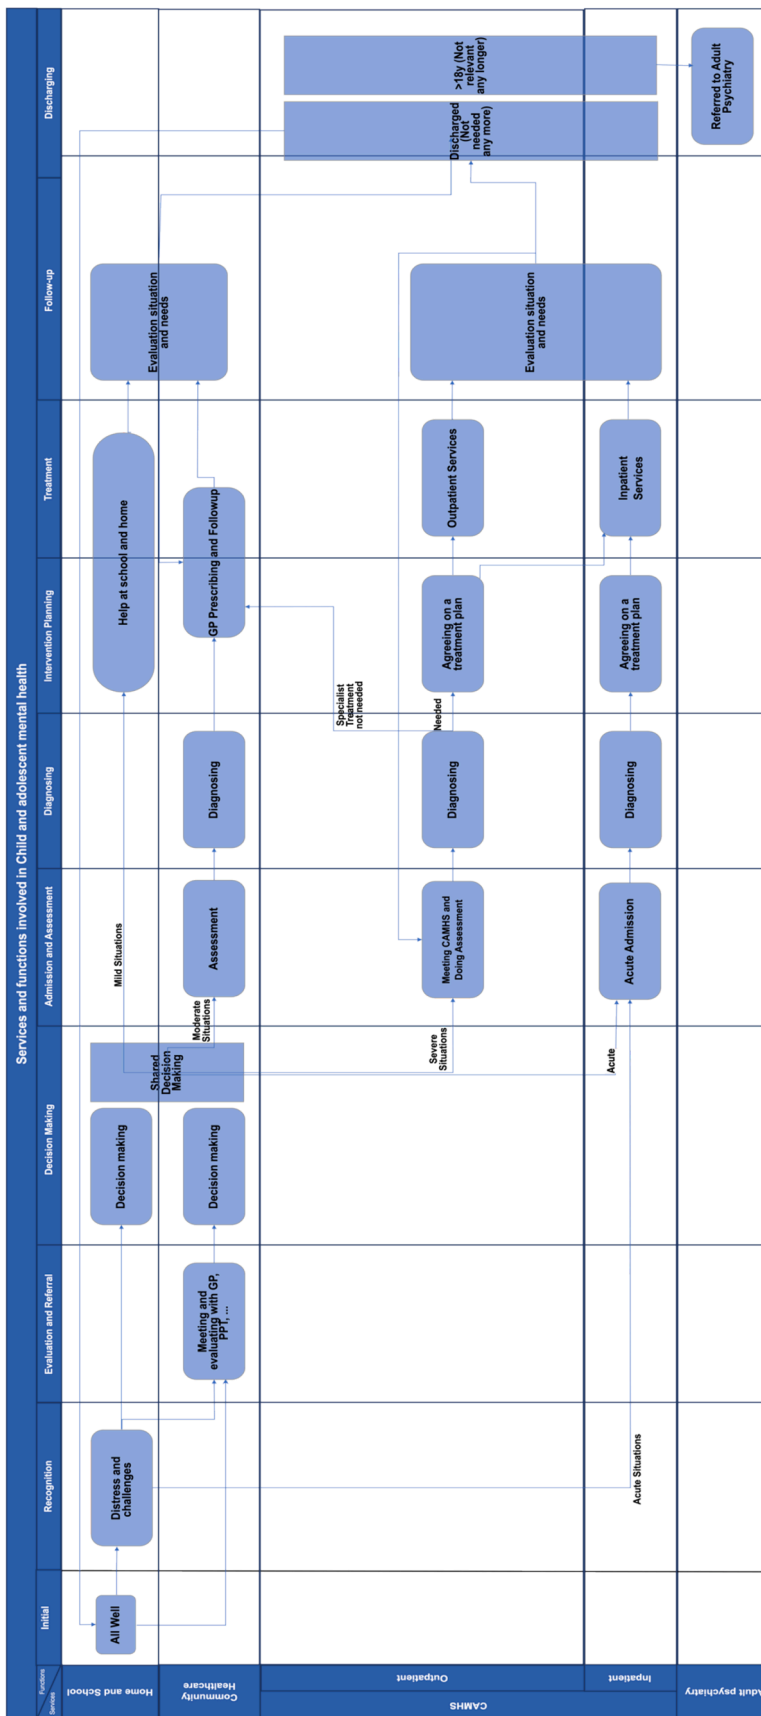 Services and functions involved in Child and adolescent mental health
Functions
Services
Initial
Recognition
Evaluation and Referral
Decision Making
Admission and Assessment
Diagnosing
Intervention Planning
Treatment
Follow-up
Discharging
Home and School
All Well
Distress and
challenges
Decision making
Shared
Decision
Making
Mild Situations
Help at school and home
Evaluation situation
and needs
Community
Healthcare
Meeting and
evaluating with GP,
PPT, ...
Decision making
Moderate
Situations
Assessment
Diagnosing
GP Prescribing and Followup
CAMHS
Outpatient
Severe
Situations
Meeting CAMHS and
Doing Assessment
Diagnosing
Specialist
Treatment
not needed
Needed
Agreeing on a
treatment plan
Outpatient Services
Evaluation situation
and needs
Discharged
(Not
needed
any more)
>18y (Not
relevant
any longer)
Inpatient
Acute Situations
Acute
Acute Admission
Diagnosing
Agreeing on a
treatment plan
Inpatient
Services
Adult psychiatry
Referred to Adult
Psychiatry